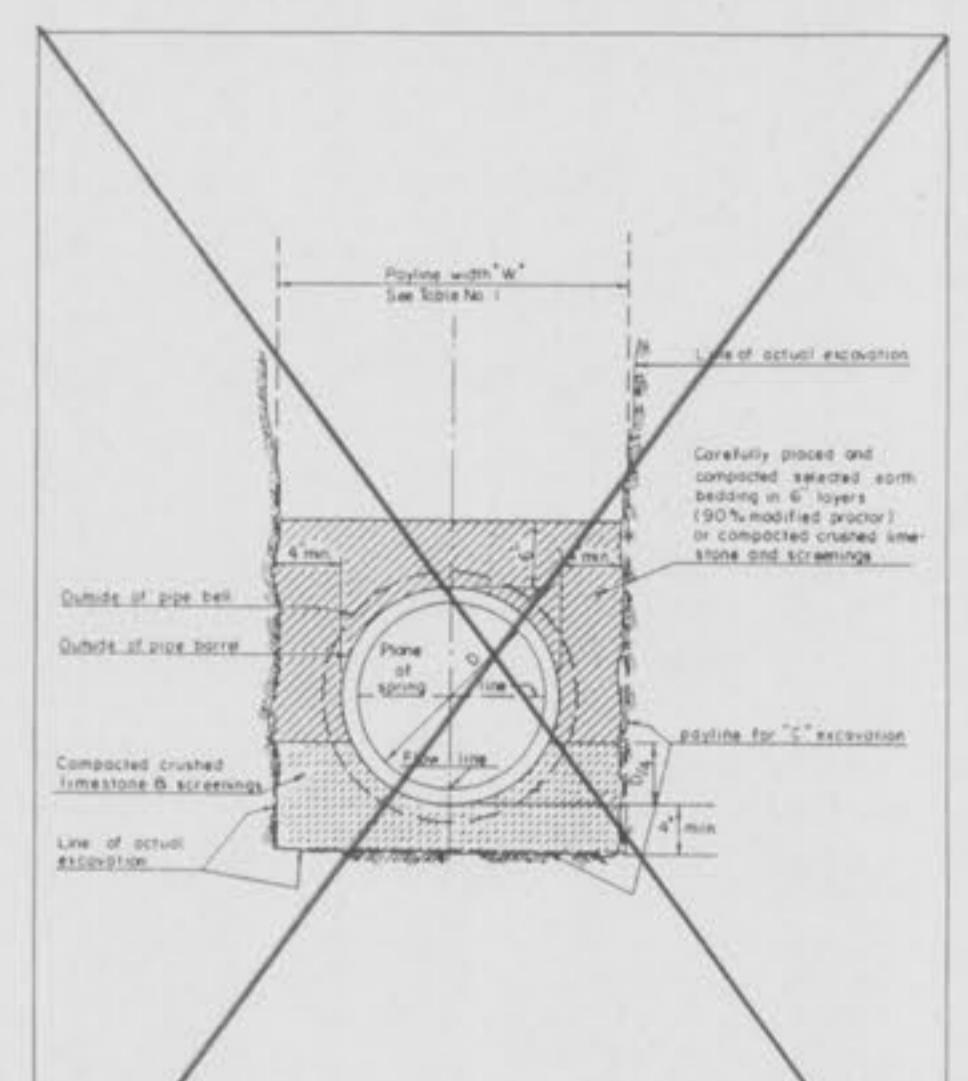 Payline width "W"
See Table No. 1
Line of actual excavation
Carefully placed and
compacted selected earth
bedding in 6" layers
(90% modified proctor)
or compacted crushed lime-
stone and screenings
4" min.
6"
4" min.
Outside of pipe bell
Outside of pipe barrel
Plane
of
spring line
D
Flow line
payline for "C" excavation
Compacted crushed
limestone & screenings
D/4
4" min
Line of actual
excavation